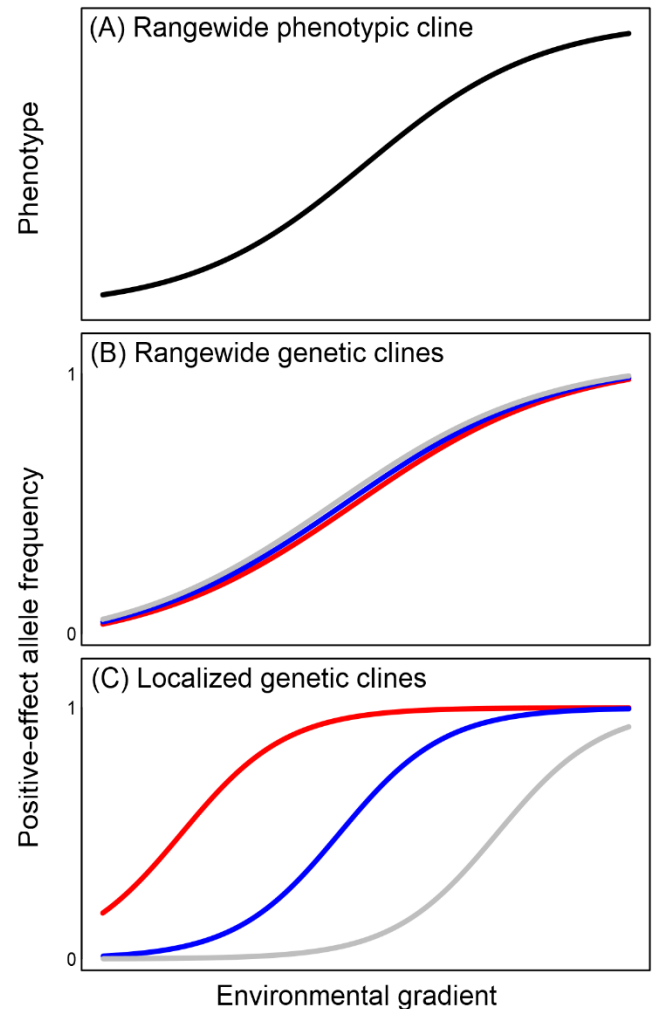 (A) Rangewide phenotypic cline
Phenotype
(B) Rangewide genetic clines
1
0
Positive-effect allele frequency
(C) Localized genetic clines
1
0
Environmental gradient